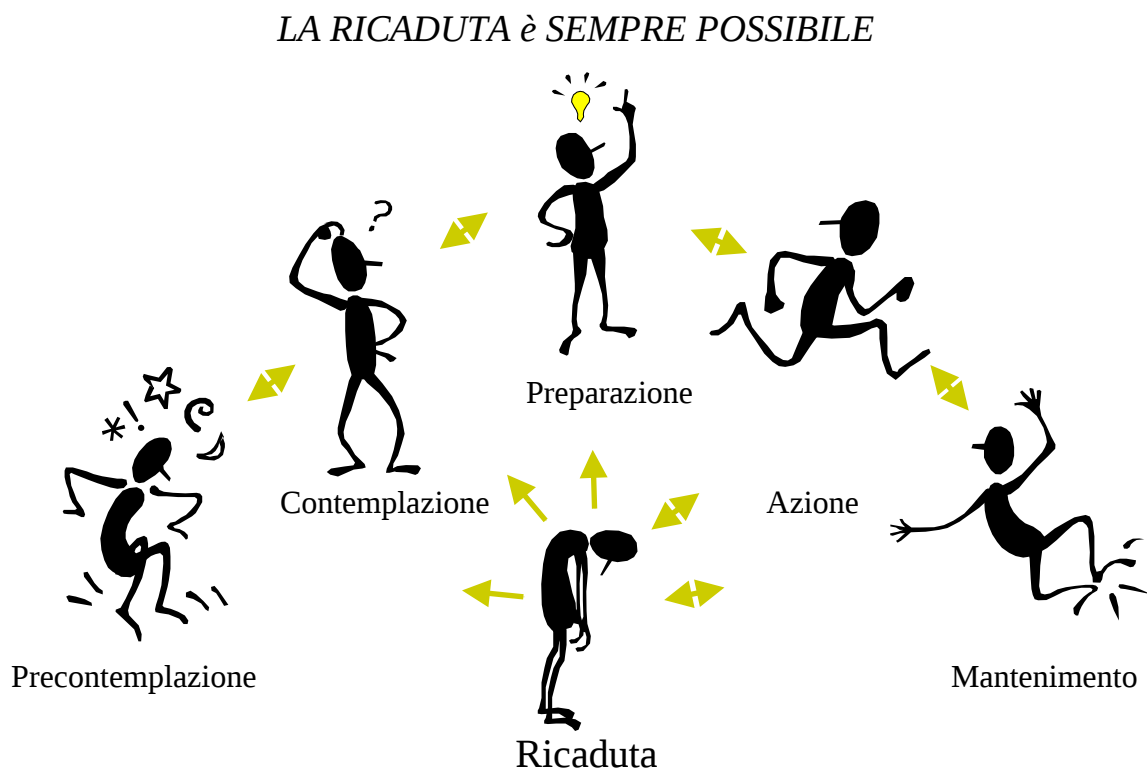 LA RICADUTA è SEMPRE POSSIBILE
?
Preparazione
*!
Contemplazione
Azione
Precontemplazione
Mantenimento
Ricaduta